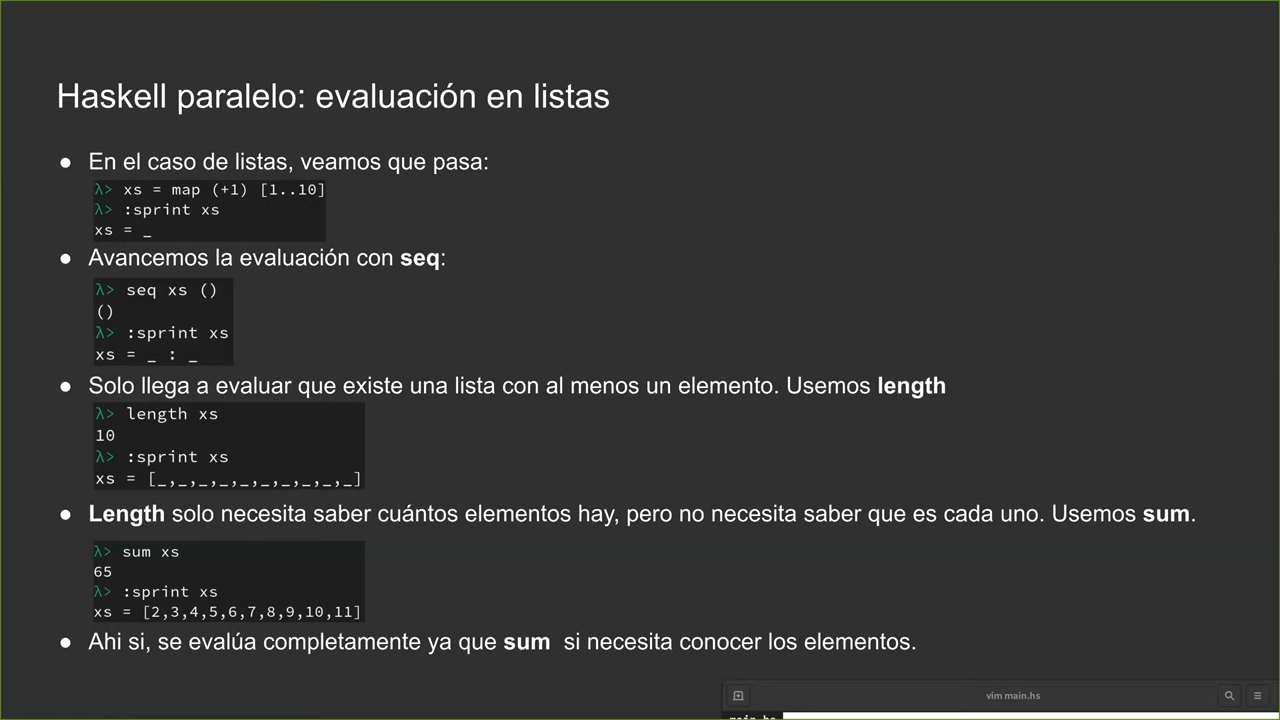 Haskell paralelo: evaluación en listas
● En el caso de listas, veamos que pasa:
λ> xs = map (+1) [1..10]
λ> :sprint xs
xs = _
● Avancemos la evaluación con seq:
λ> seq xs ()
()
λ> :sprint xs
xs = _ : _
● Solo llega a evaluar que existe una lista con al menos un elemento. Usemos length
λ> length xs
10
λ> :sprint xs
xs = [_,_,_,_,_,_,_,_,_,_]
● Length solo necesita saber cuántos elementos hay, pero no necesita saber que es cada uno. Usemos sum.
λ> sum xs
65
λ> :sprint xs
xs = [2,3,4,5,6,7,8,9,10,11]
● Ahi si, se evalúa completamente ya que sum si necesita conocer los elementos.
vim main.hs
main.hs